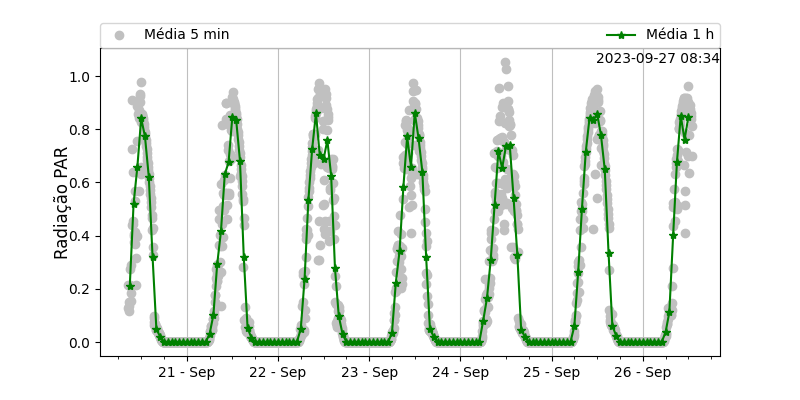 Média 5 min
Média 1 h
2023-09-27 08:34
Radiação PAR
1.0
0.8
0.6
0.4
0.2
0.0
21 - Sep
22 - Sep
23 - Sep
24 - Sep
25 - Sep
26 - Sep